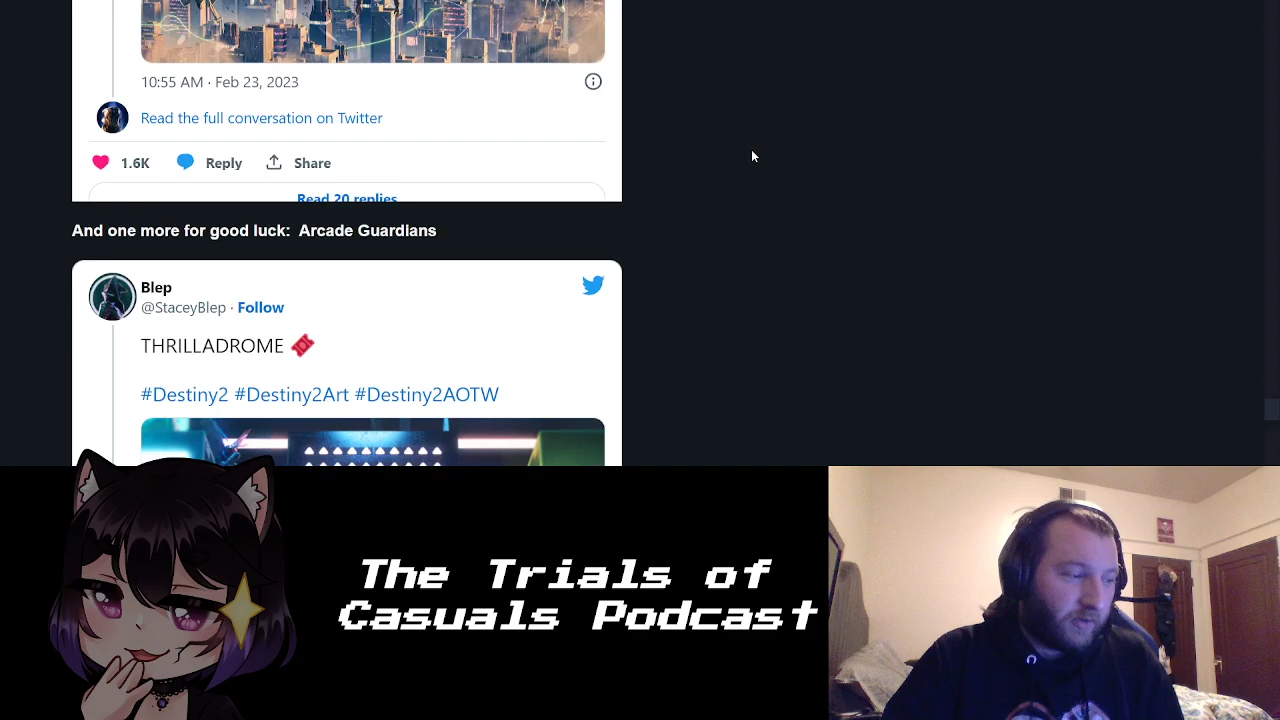 10:55 AM · Feb 23, 2023
Read the full conversation on Twitter
1.6K Reply Share
Read 20 replies
And one more for good luck: Arcade Guardians
Blep
@StaceyBlep · Follow
THRILLADROME
#Destiny2 #Destiny2Art #Destiny2AOTW
The Trials of
Casuals Podcast